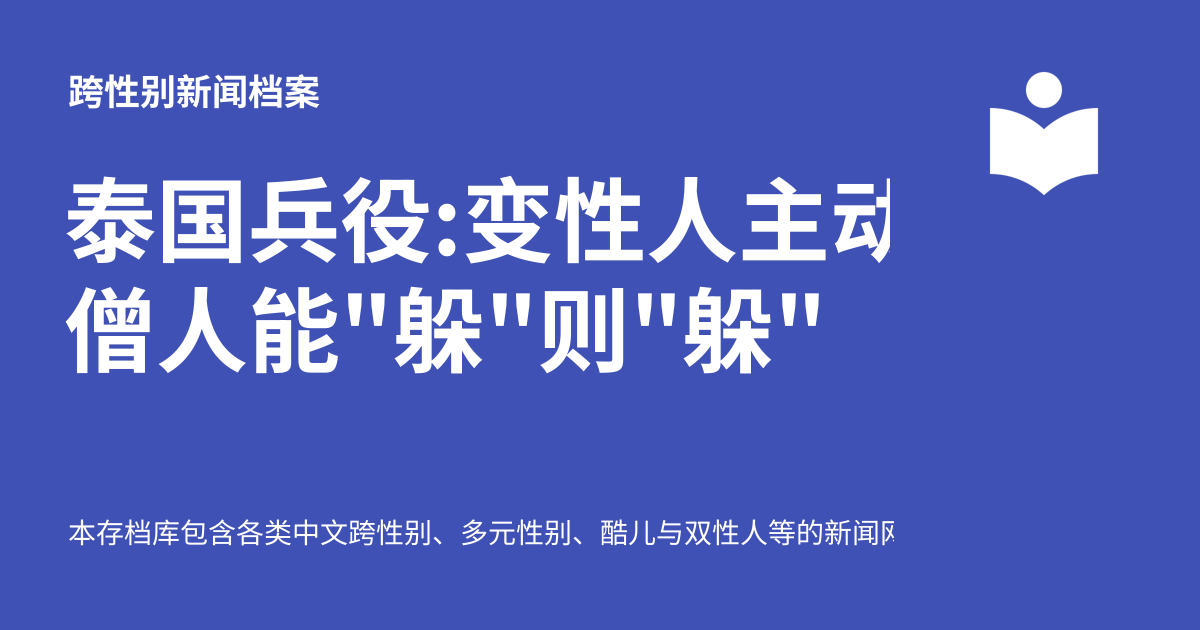 跨性别新闻档案
泰国兵役:变性人主动
僧人能"躲"则"躲"
本存档库包含各类中文跨性别、多元性别、酷儿与双性人等的新闻